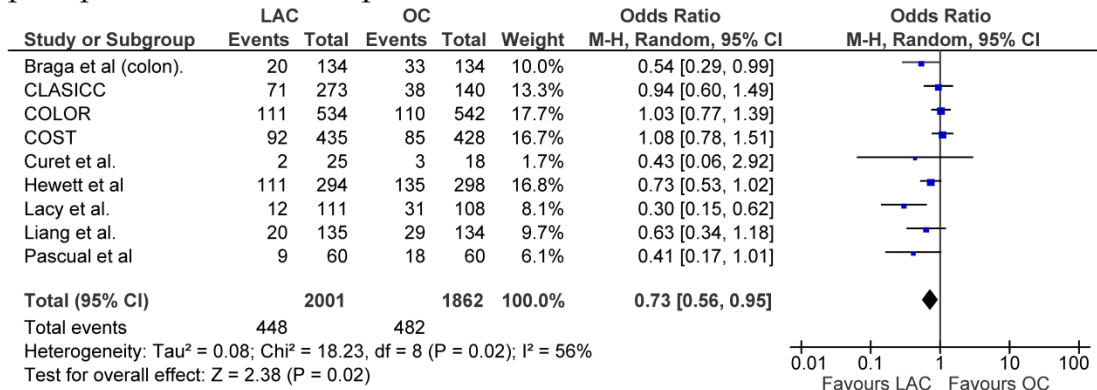 LAC OC Odds Ratio Odds Ratio
Study or Subgroup Events Total Events Total Weight M-H, Random, 95% CI M-H, Random, 95% CI
Braga et al (colon). 20 134 33 134 10.0% 0.54 [0.29, 0.99]
CLASICC 71 273 38 140 13.3% 0.94 [0.60, 1.49]
COLOR 111 534 110 542 17.7% 1.03 [0.77, 1.39]
COST 92 435 85 428 16.7% 1.08 [0.78, 1.51]
Curet et al. 2 25 3 18 1.7% 0.43 [0.06, 2.92]
Hewett et al 111 294 135 298 16.8% 0.73 [0.53, 1.02]
Lacy et al. 12 111 31 108 8.1% 0.30 [0.15, 0.62]
Liang et al. 20 135 29 134 9.7% 0.63 [0.34, 1.18]
Pascual et al 9 60 18 60 6.1% 0.41 [0.17, 1.01]
Total (95% CI) 2001 1862 100.0% 0.73 [0.56, 0.95]
Total events 448 482
Heterogeneity: Tau² = 0.08; Chi² = 18.23, df = 8 (P = 0.02); I² = 56%
Test for overall effect: Z = 2.38 (P = 0.02)
0.01 0.1 1 10 100
Favours LAC Favours OC